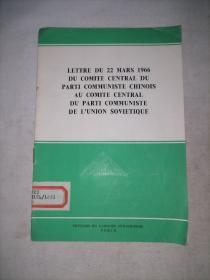 LETTRE DU 22 MARS 1966
DU COMITE CENTRAL DU
PARTI COMMUNISTE CHINOIS
AU COMITE CENTRAL
DU PARTI COMMUNISTE
DE L'UNION SOVIETIQUE
EDITIONS EN LANGUES ETRANGERES
PEKIN